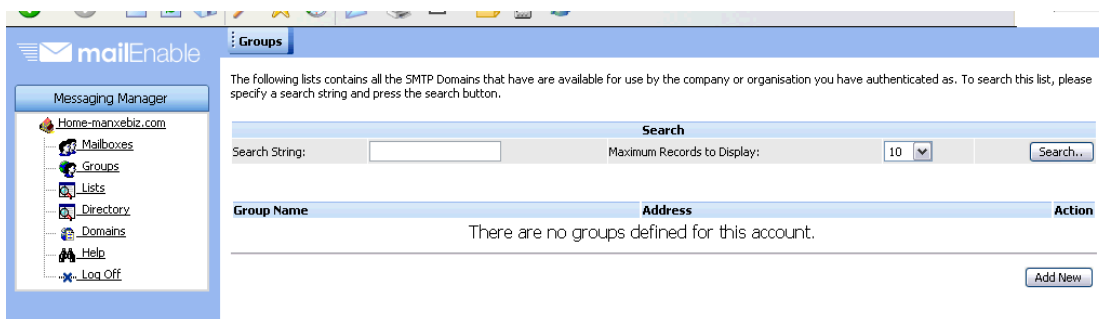 mailEnable
Groups
The following lists contains all the SMTP Domains that have are available for use by the company or organisation you have authenticated as. To search this list, please
specify a search string and press the search button.
Messaging Manager
Home-manxebiz.com
Mailboxes
Groups
Lists
Directory
Domains
Help
Log Off
Search
Search String: Maximum Records to Display: 10 Search..
Group Name Address Action
There are no groups defined for this account.
Add New